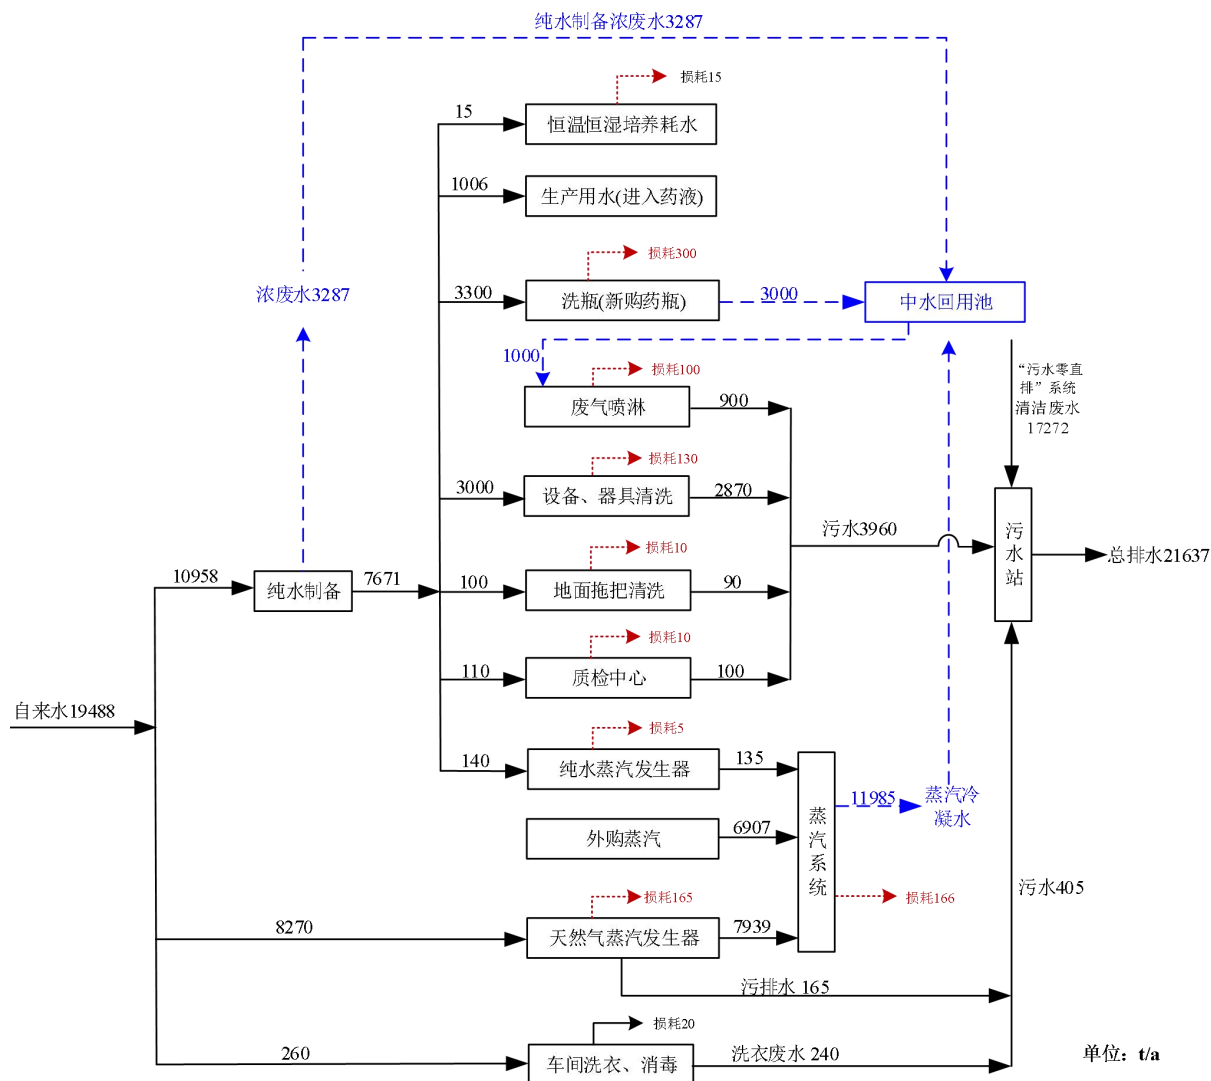 纯水制备浓废水3287
损耗15
15
恒温恒湿培养耗水
1006
生产用水(进入药液)
损耗300
浓废水3287
3300
洗瓶(新购药瓶)
3000
中水回用池
1000
损耗100
废气喷淋
900
“污水零直
排”系统
清洁废水
17272
损耗130
3000
设备、器具清洗
2870
污水3960
污水站
总排水21637
损耗10
10958
纯水制备
7671
100
地面拖把清洗
90
损耗10
110
质检中心
100
自来水19488
损耗5
140
纯水蒸汽发生器
135
蒸汽系统
11985
蒸汽冷
凝水
外购蒸汽
6907
损耗165
损耗166
污水405
8270
天然气蒸汽发生器
7939
污排水 165
损耗20
260
车间洗衣、消毒
洗衣废水 240
单位：t/a